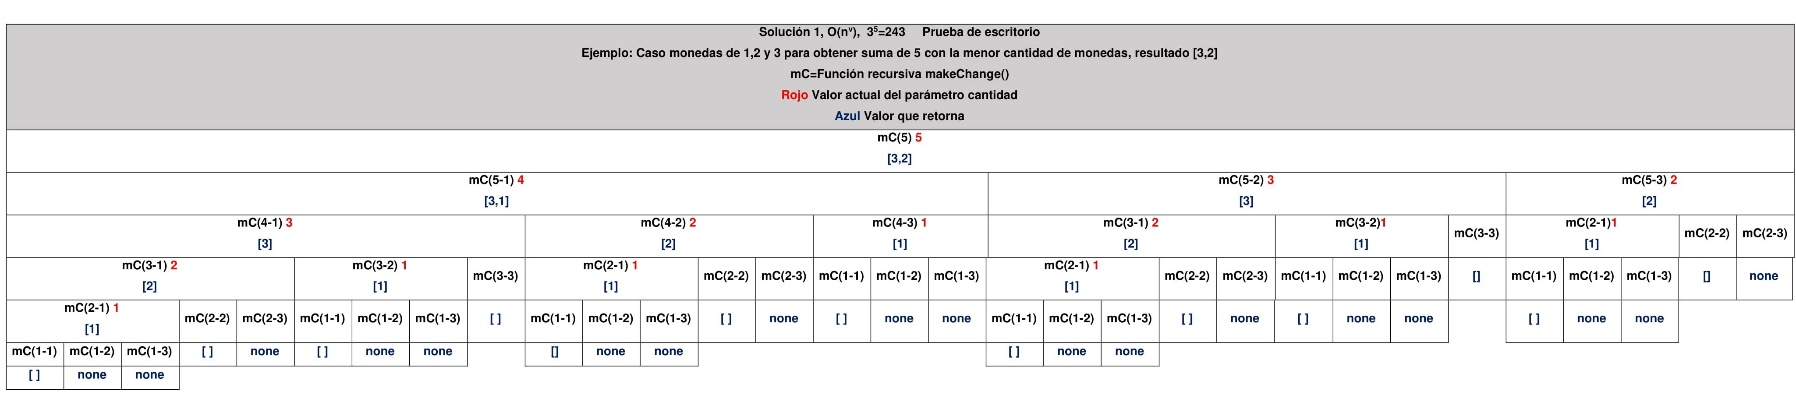 Solución 1, O(nᵛ), 3⁵=243 Prueba de escritorio
Ejemplo: Caso monedas de 1,2 y 3 para obtener suma de 5 con la menor cantidad de monedas, resultado [3,2]
mC=Función recursiva makeChange()
Rojo Valor actual del parámetro cantidad
Azul Valor que retorna
mC(5) 5
[3,2]
mC(5-1) 4 mC(5-2) 3 mC(5-3) 2
[3,1] [3] [2]
mC(4-1) 3 mC(4-2) 2 mC(4-3) 1 mC(3-1) 2 mC(3-2)1 mC(3-3) mC(2-1)1 mC(2-2) mC(2-3)
[3] [2] [1] [2] [1] [1]
mC(3-1) 2 mC(3-2) 1 mC(3-3) mC(2-1) 1 mC(2-2) mC(2-3) mC(1-1) mC(1-2) mC(1-3) mC(2-1) 1 mC(2-2) mC(2-3) mC(1-1) mC(1-2) mC(1-3) [] mC(1-1) mC(1-2) mC(1-3) [] none
[2] [1] [1] [1]
mC(2-1) 1 mC(2-2) mC(2-3) mC(1-1) mC(1-2) mC(1-3) [ ] mC(1-1) mC(1-2) mC(1-3) [ ] none [ ] none none mC(1-1) mC(1-2) mC(1-3) [ ] none [ ] none none [ ] none none
[1]
mC(1-1) mC(1-2) mC(1-3) [ ] none [ ] none none [] none none [ ] none none
[ ] none none